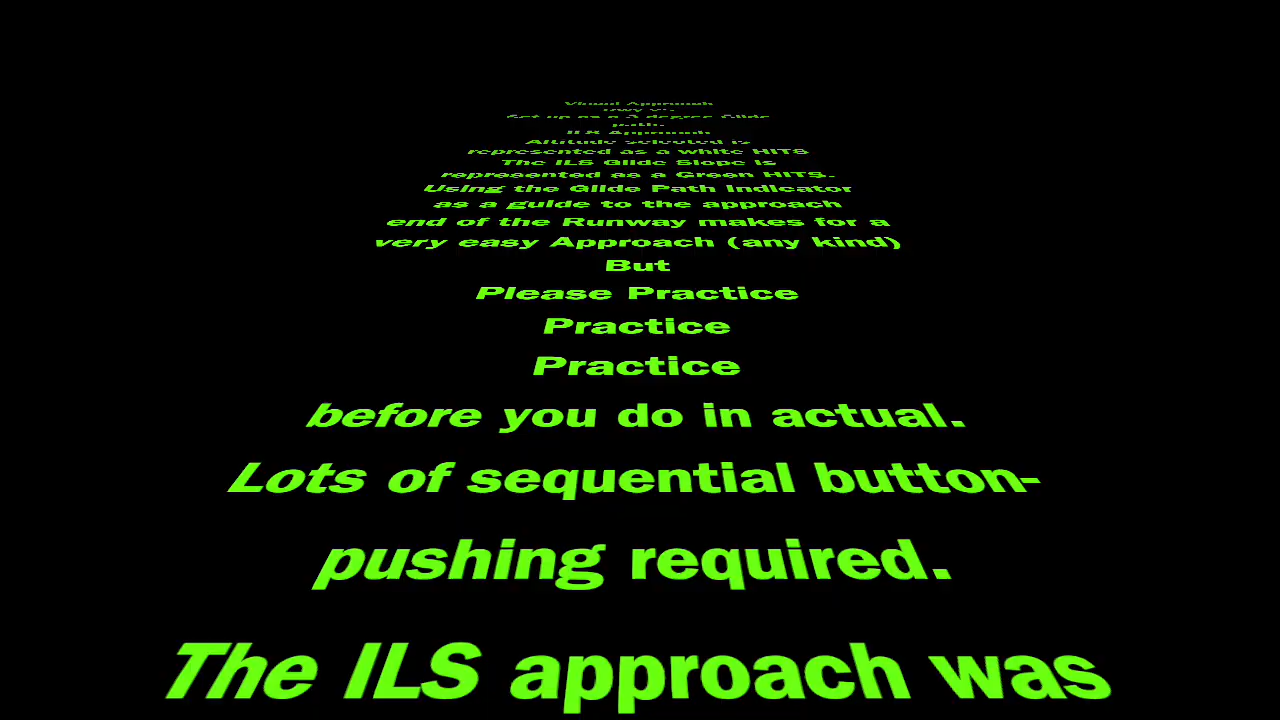 Visual Approach
Set up as a 3 degree Glide
path.
ILS Approach
Altitude selected is
represented as a white HITS
The ILS Glide Slope is
represented as a Green HITS.
Using the Glide Path Indicator
as a guide to the approach
end of the Runway makes for a
very easy Approach (any kind)
But
Please Practice
Practice
Practice
before you do in actual.
Lots of sequential button-
pushing required.
The ILS approach was